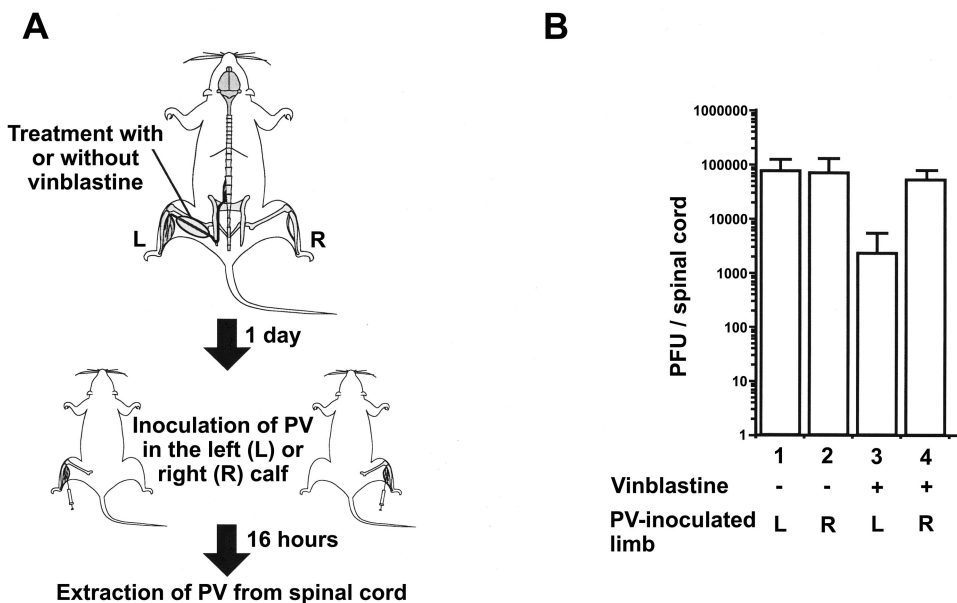 A
Treatment with
or without
vinblastine
L
R
1 day
Inoculation of PV
in the left (L) or
right (R) calf
16 hours
Extraction of PV from spinal cord
B
PFU / spinal cord
1000000
100000
10000
1000
100
10
1
1 2 3 4
Vinblastine - - + +
PV-inoculated L R L R
limb